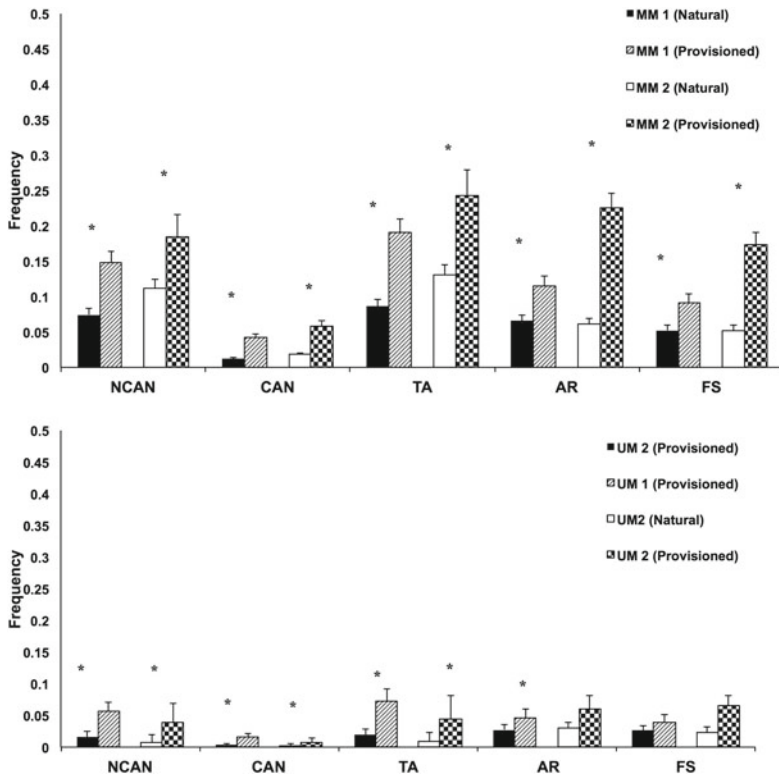 0.5
0.45
0.4
0.35
0.3
0.25
0.2
0.15
0.1
0.05
0
Frequency
MM 1 (Natural)
MM 1 (Provisioned)
MM 2 (Natural)
MM 2 (Provisioned)
* * * * * * * * * *
NCAN CAN TA AR FS
0.5
0.45
0.4
0.35
0.3
0.25
0.2
0.15
0.1
0.05
0
Frequency
UM 2 (Provisioned)
UM 1 (Provisioned)
UM2 (Natural)
UM 2 (Provisioned)
* * * * * * *
NCAN CAN TA AR FS